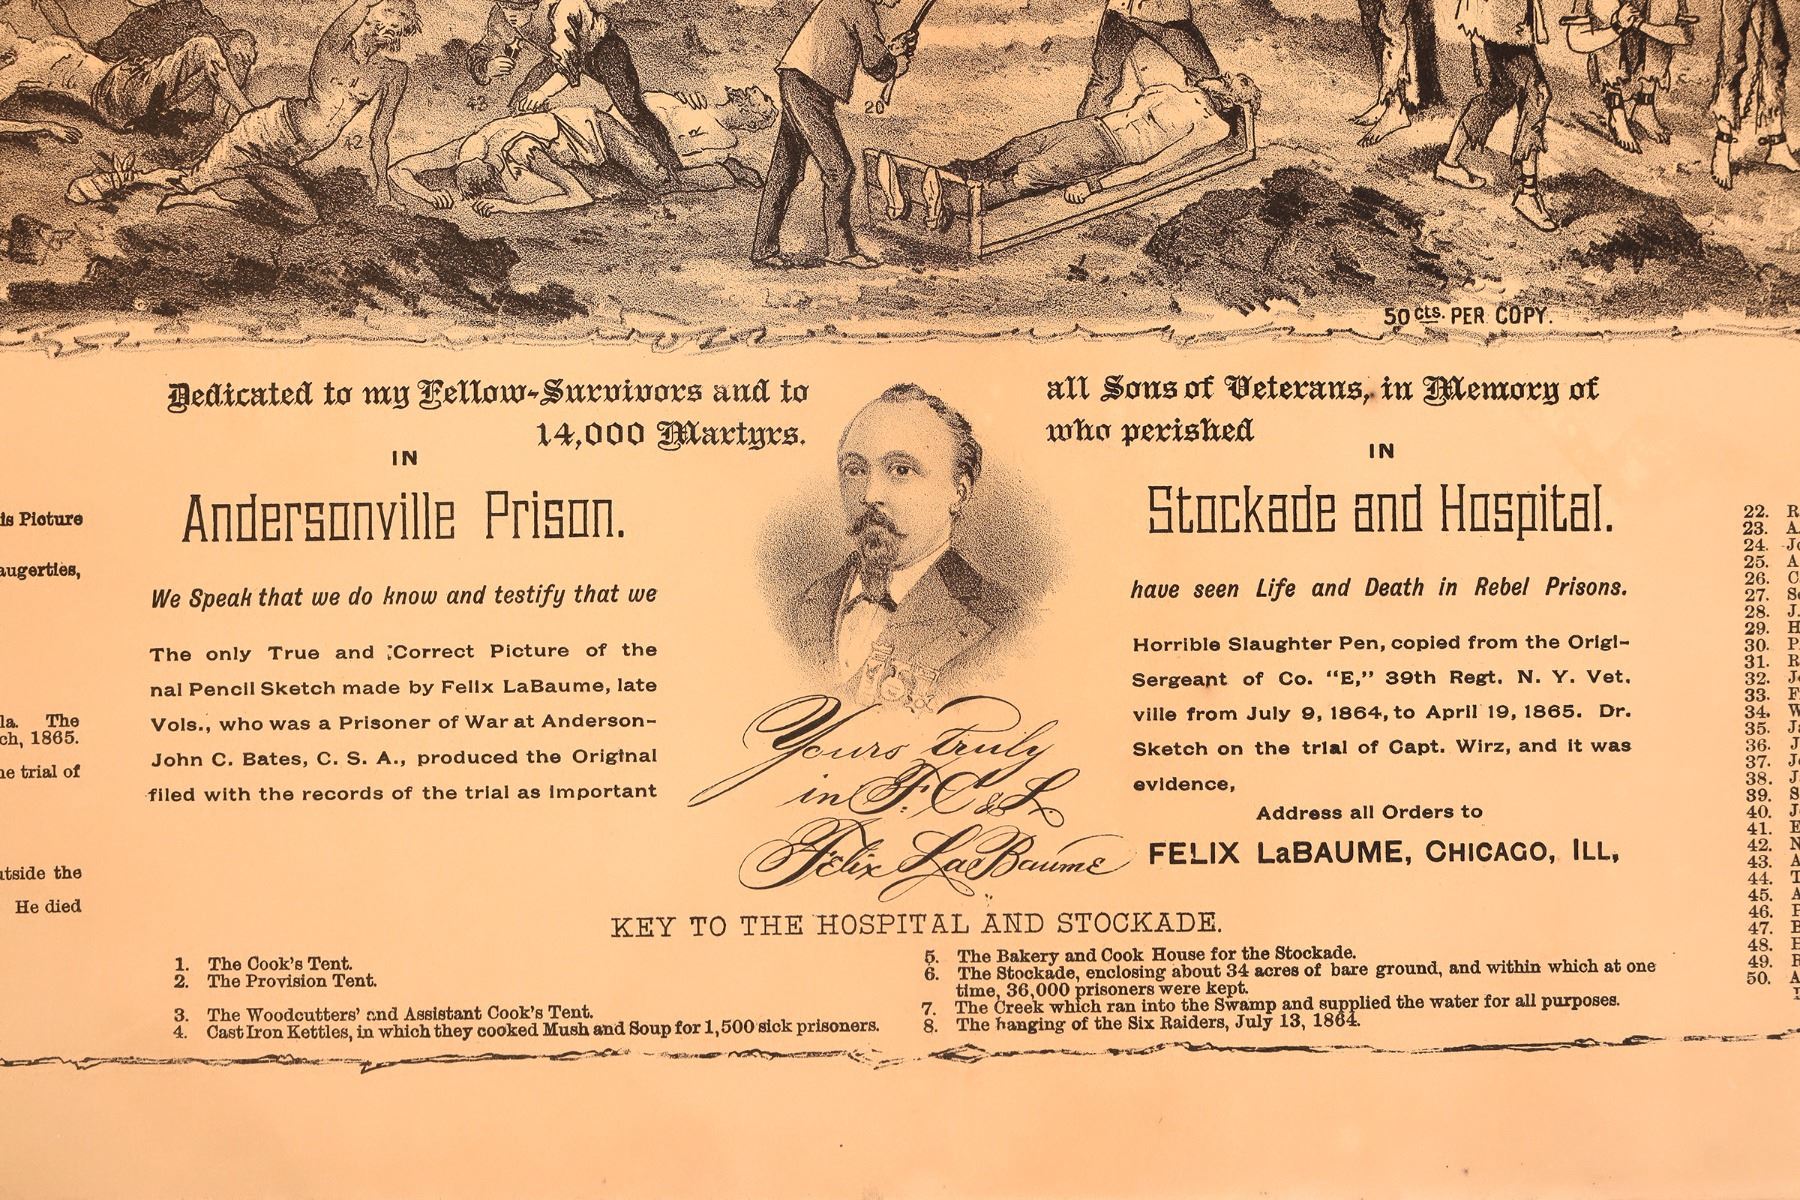 43
42
20
R
50 CTS. PER COPY.
Dedicated to my Fellow-Survivors and to all Sons of Veterans, in Memory of
14,000 Martyrs. who perished
IN IN
Andersonville Prison. Stockade and Hospital.
We Speak that we do know and testify that we have seen Life and Death in Rebel Prisons.
The only True and Correct Picture of the Horrible Slaughter Pen, copied from the Origi-
nal Pencil Sketch made by Felix LaBaume, late Sergeant of Co. "E," 39th Regt. N. Y. Vet.
Vols., who was a Prisoner of War at Anderson- ville from July 9, 1864, to April 19, 1865. Dr.
John C. Bates, C. S. A., produced the Original Sketch on the trial of Capt. Wirz, and it was
filed with the records of the trial as important evidence,
Address all Orders to
FELIX LaBAUME, CHICAGO, ILL,
Yours truly
in F. C. & L.
Felix LaBaume
KEY TO THE HOSPITAL AND STOCKADE.
1. The Cook's Tent.
2. The Provision Tent.
3. The Woodcutters' and Assistant Cook's Tent.
4. Cast Iron Kettles, in which they cooked Mush and Soup for 1,500 sick prisoners.
5. The Bakery and Cook House for the Stockade.
6. The Stockade, enclosing about 34 acres of bare ground, and within which at one
time, 36,000 prisoners were kept.
7. The Creek which ran into the Swamp and supplied the water for all purposes.
8. The hanging of the Six Raiders, July 13, 1864.
is Picture
augerties,
la. The
ch, 1865.
he trial of
utside the
He died
22. R
23. A
24. Jo
25. A
26. C
27. Se
28. J.
29. H
30. P
31. R
32. Jo
33. F
34. W
35. Ja
36. J
37. Jo
38. J
39. S
40. Jo
41. E
42. N
43. A
44. T
45. A
46. F
47. B
48. E
49. R
50. A